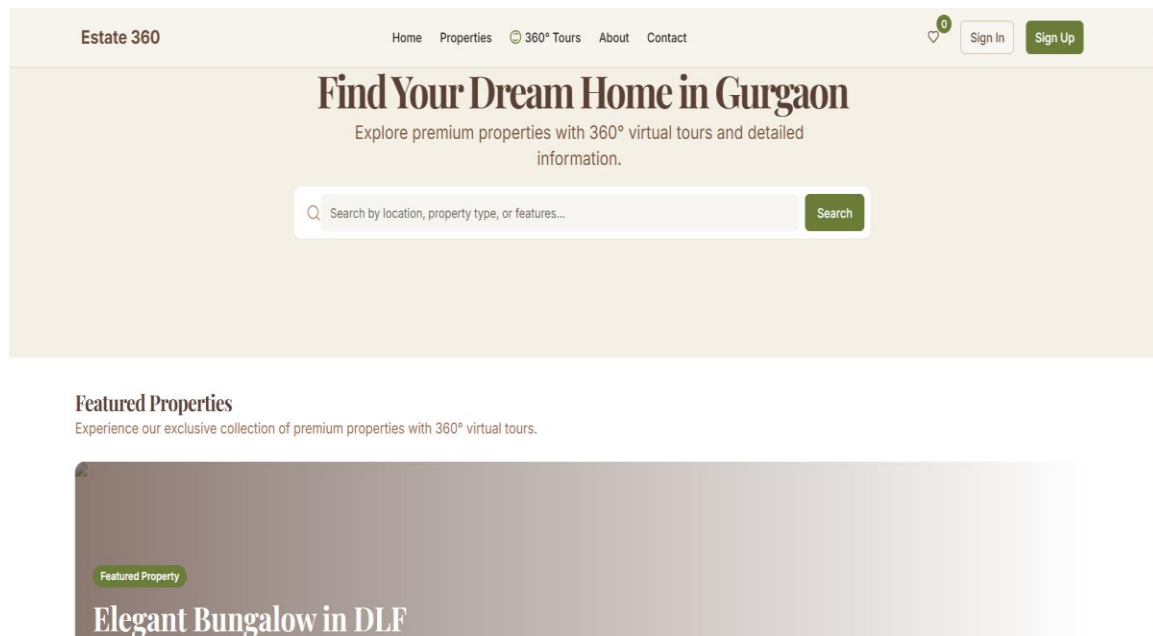 Estate 360
Home Properties 360° Tours About Contact
0
Sign In
Sign Up
Find Your Dream Home in Gurgaon
Explore premium properties with 360° virtual tours and detailed
information.
Search by location, property type, or features...
Search
Featured Properties
Experience our exclusive collection of premium properties with 360° virtual tours.
Featured Property
Elegant Bungalow in DLF